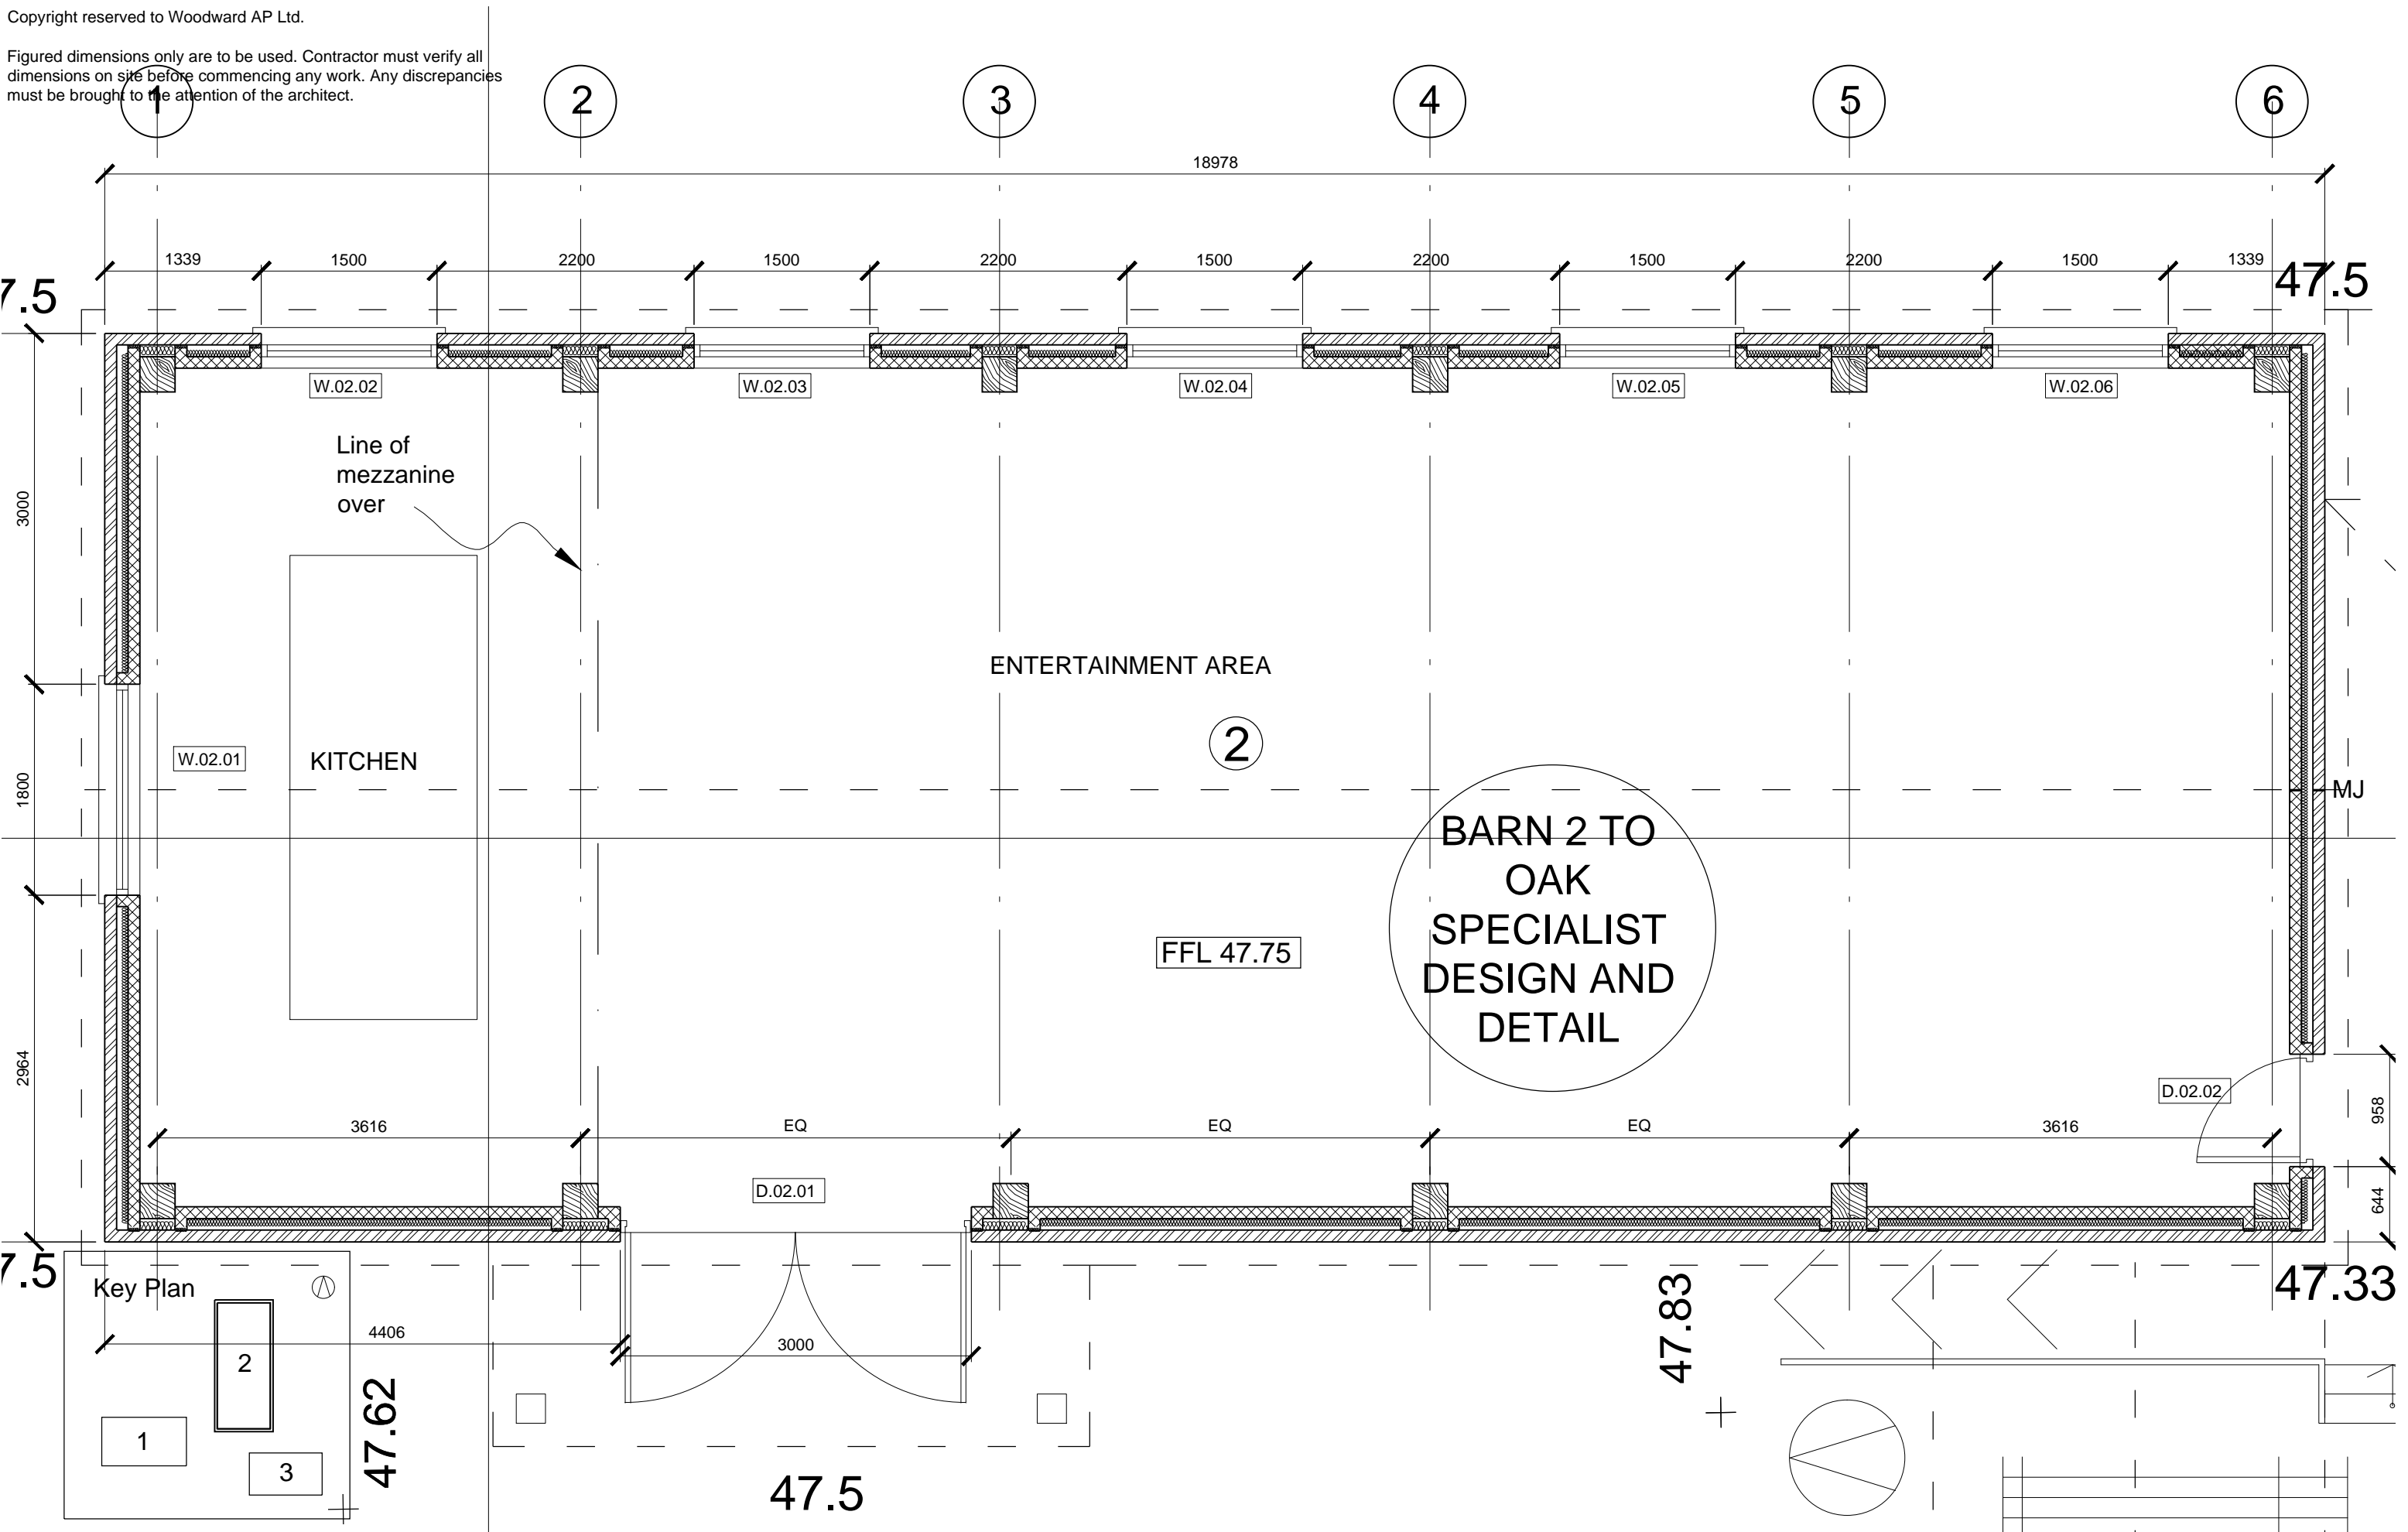 Copyright reserved to Woodward AP Ltd.
Figured dimensions only are to be used. Contractor must verify all
dimensions on site before commencing any work. Any discrepancies
must be brought to the attention of the architect.
1
2
3
4
5
6
18978
1339
1500
2200
1500
2200
1500
2200
1500
2200
1500
1339
7.5
47.5
W.02.02
W.02.03
W.02.04
W.02.05
W.02.06
Line of
mezzanine
over
3000
ENTERTAINMENT AREA
2
W.02.01
KITCHEN
1800
MJ
BARN 2 TO
OAK
SPECIALIST
DESIGN AND
DETAIL
FFL 47.75
2964
D.02.02
958
3616
EQ
EQ
EQ
3616
D.02.01
644
7.5
47.33
Key Plan
47.83
4406
3000
2
1
3
47.62
47.5